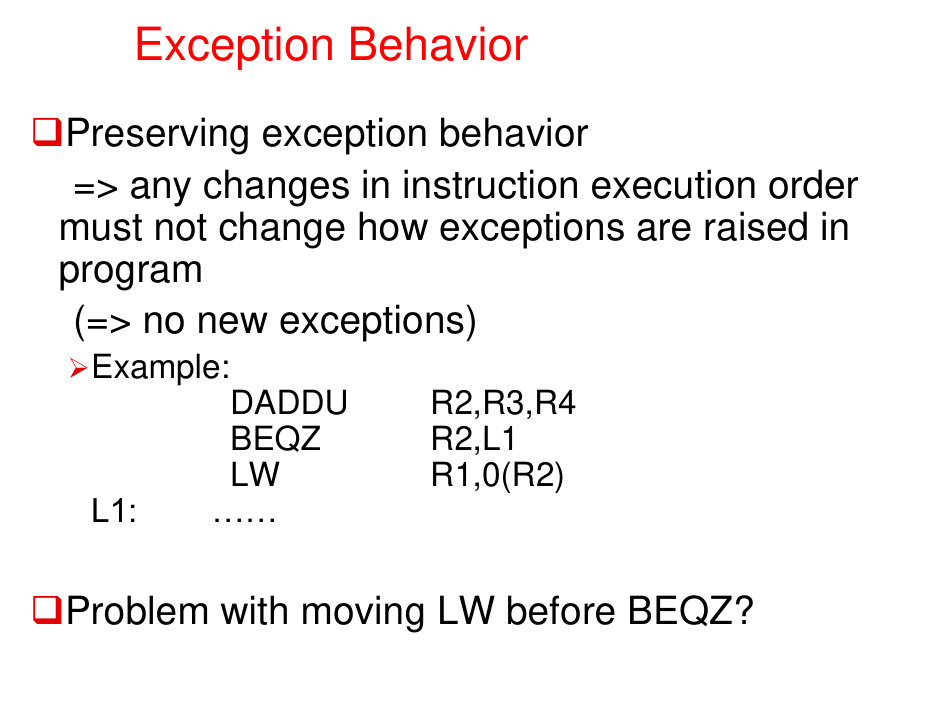 Exception Behavior
❑Preserving exception behavior
=> any changes in instruction execution order
must not change how exceptions are raised in
program
(=> no new exceptions)
➢Example:
DADDU R2,R3,R4
BEQZ R2,L1
LW R1,0(R2)
L1: ……
❑Problem with moving LW before BEQZ?